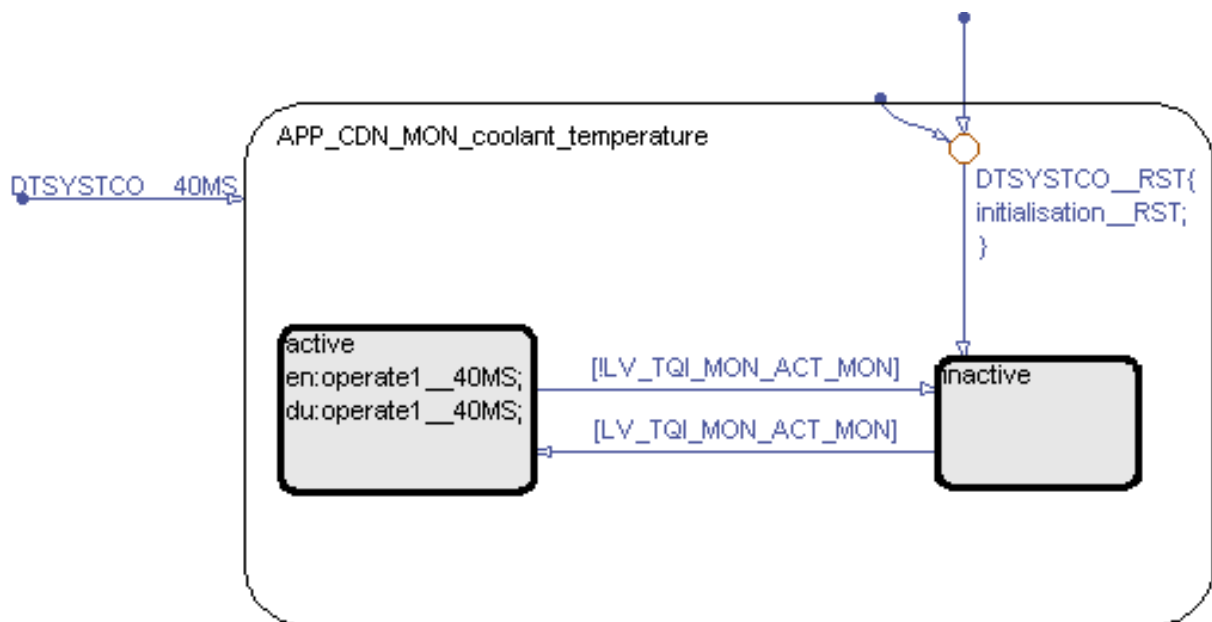 APP_CDN_MON_coolant_temperature
DTSYSTCO__40MS
DTSYSTCO__RST{
initialisation__RST;
}
active
en:operate1__40MS;
du:operate1__40MS;
[!LV_TQI_MON_ACT_MON]
[LV_TQI_MON_ACT_MON]
inactive